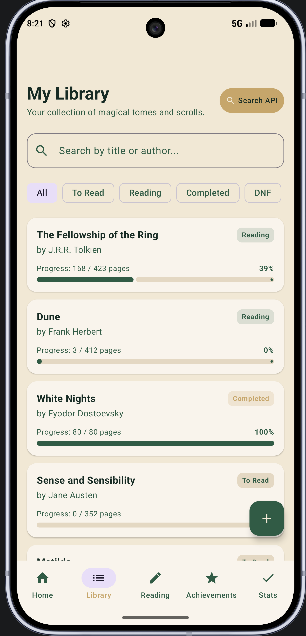 8:21
5G
My Library
Search API
Your collection of magical tomes and scrolls.
Search by title or author...
All
To Read
Reading
Completed
DNF
The Fellowship of the Ring
Reading
by J.R.R. Tolkien
Progress: 168 / 423 pages
39%
Dune
Reading
by Frank Herbert
Progress: 3 / 412 pages
0%
White Nights
Completed
by Fyodor Dostoevsky
Progress: 80 / 80 pages
100%
Sense and Sensibility
To Read
by Jane Austen
Progress: 0 / 352 pages
Matilda
Home
Library
Reading
Achievements
Stats